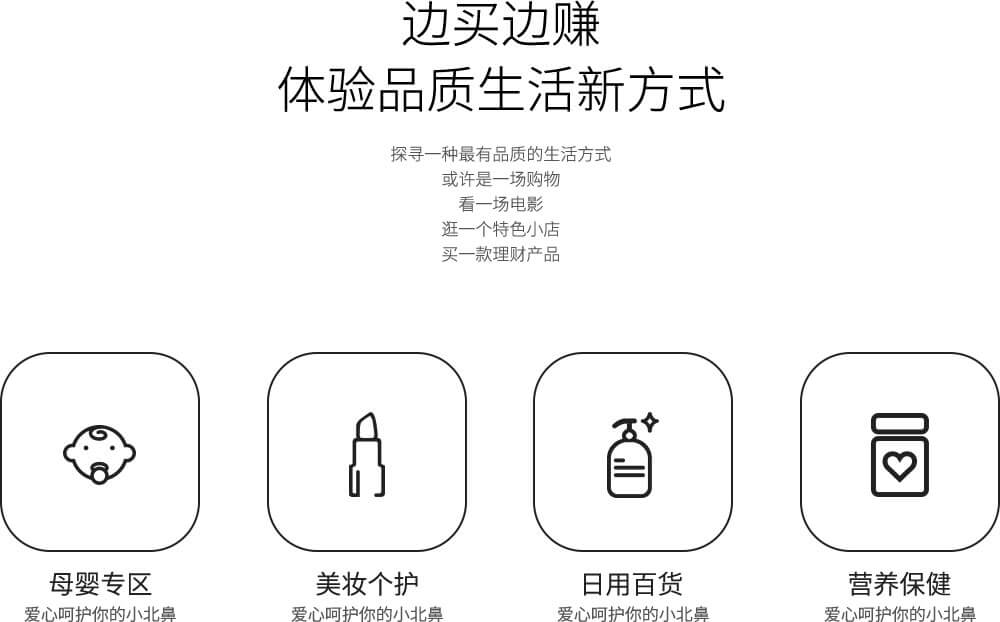 边买边赚
体验品质生活新方式
探寻一种最有品质的生活方式
或许是一场购物
看一场电影
逛一个特色小店
买一款理财产品
母婴专区
爱心呵护你的小北鼻
美妆个护
爱心呵护你的小北鼻
日用百货
爱心呵护你的小北鼻
营养保健
爱心呵护你的小北鼻